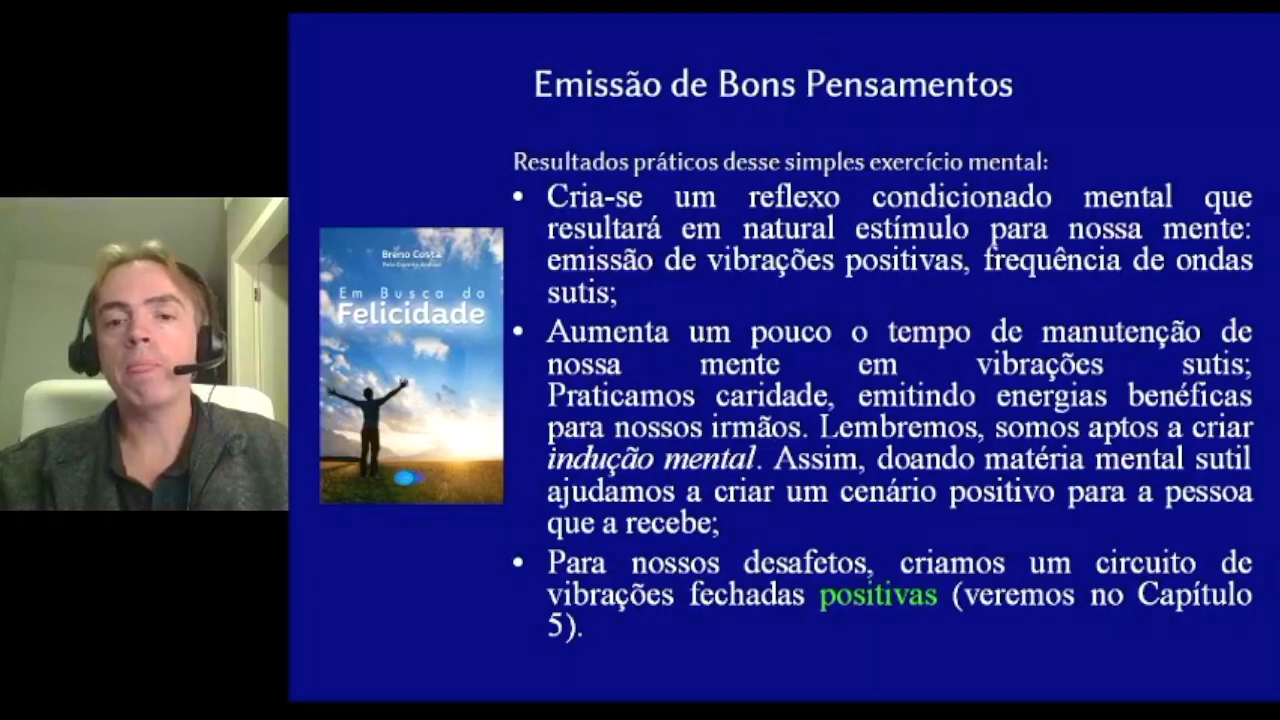 Emissão de Bons Pensamentos
Resultados práticos desse simples exercício mental:
• Cria-se um reflexo condicionado mental que
resultará em natural estímulo para nossa mente:
emissão de vibrações positivas, frequência de ondas
sutis;
• Aumenta um pouco o tempo de manutenção de
nossa mente em vibrações sutis;
Praticamos caridade, emitindo energias benéficas
para nossos irmãos. Lembremos, somos aptos a criar
indução mental. Assim, doando matéria mental sutil
ajudamos a criar um cenário positivo para a pessoa
que a recebe;
• Para nossos desafetos, criamos um circuito de
vibrações fechadas positivas (veremos no Capítulo
5).
Breno Costa
Em Busca da
Felicidade